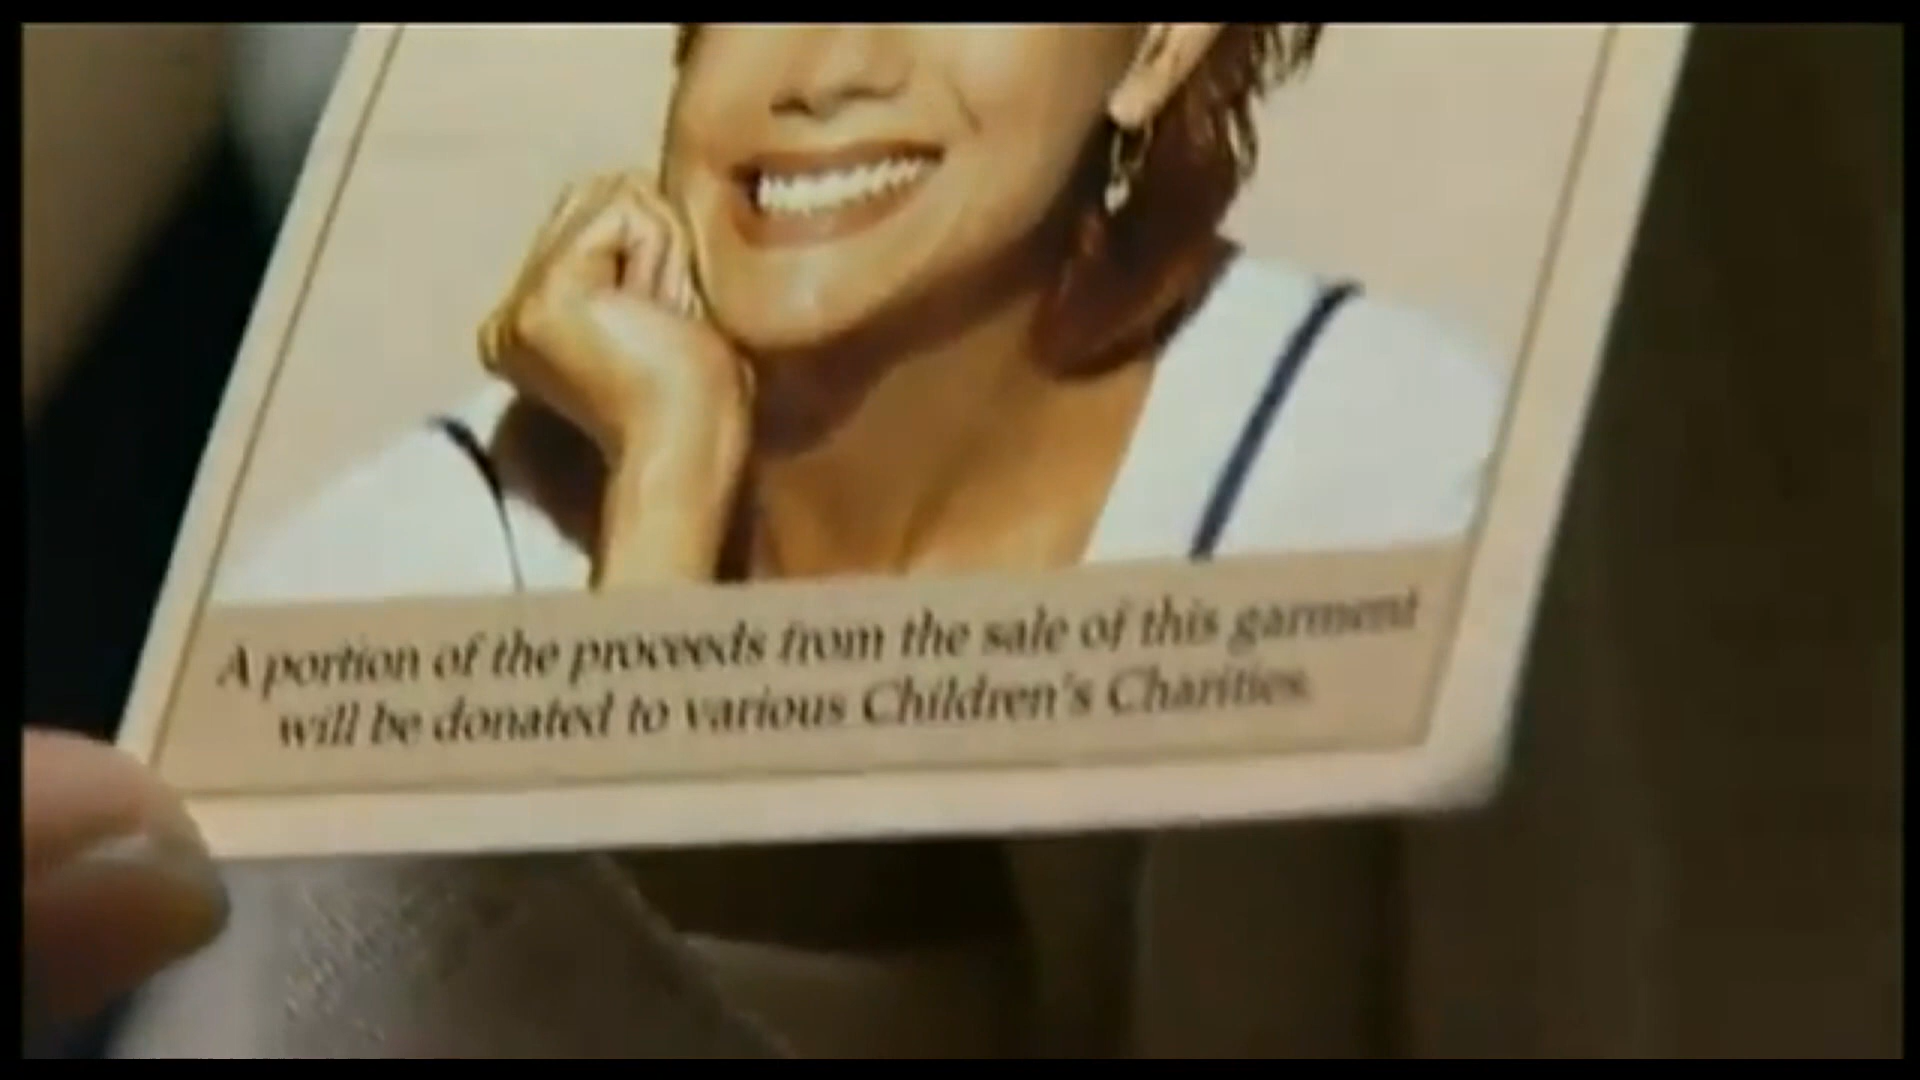 A portion of the proceeds from the sale of this garment
will be donated to various Children's Charities.